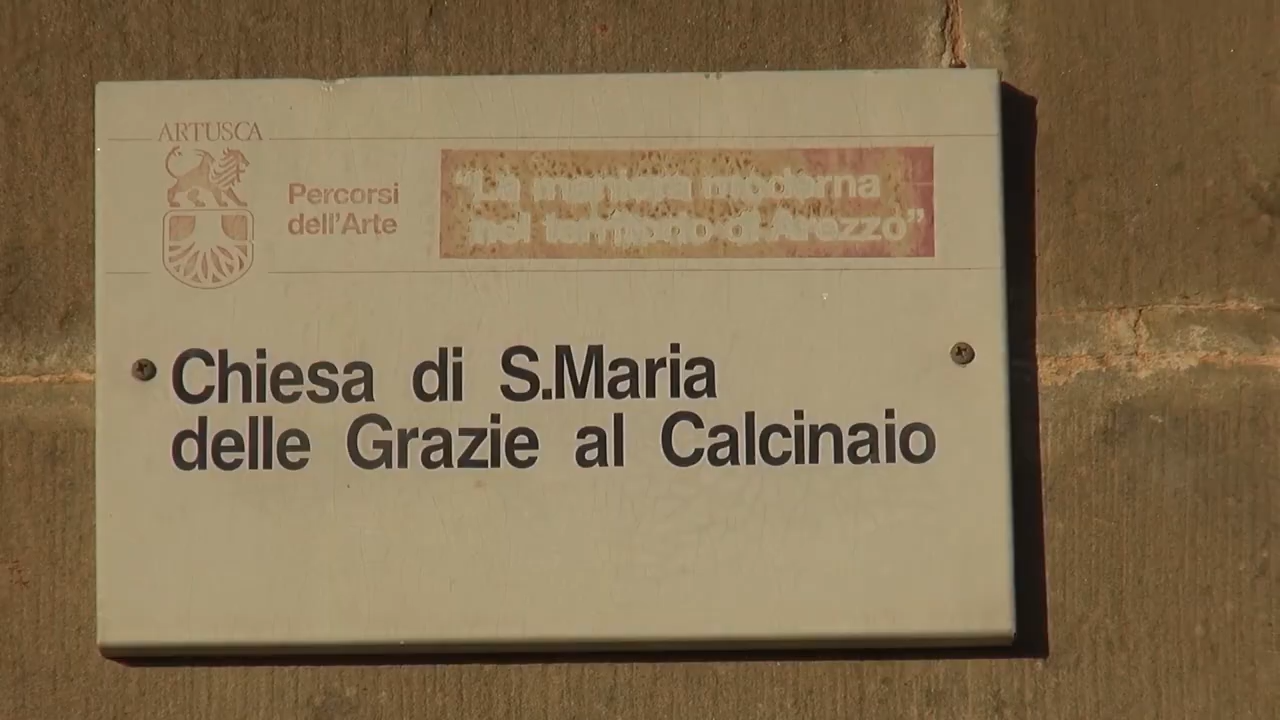 ARTUSCA
Percorsi
dell'Arte
"La maniera moderna
nel territorio di Arezzo"
Chiesa di S.Maria
delle Grazie al Calcinaio